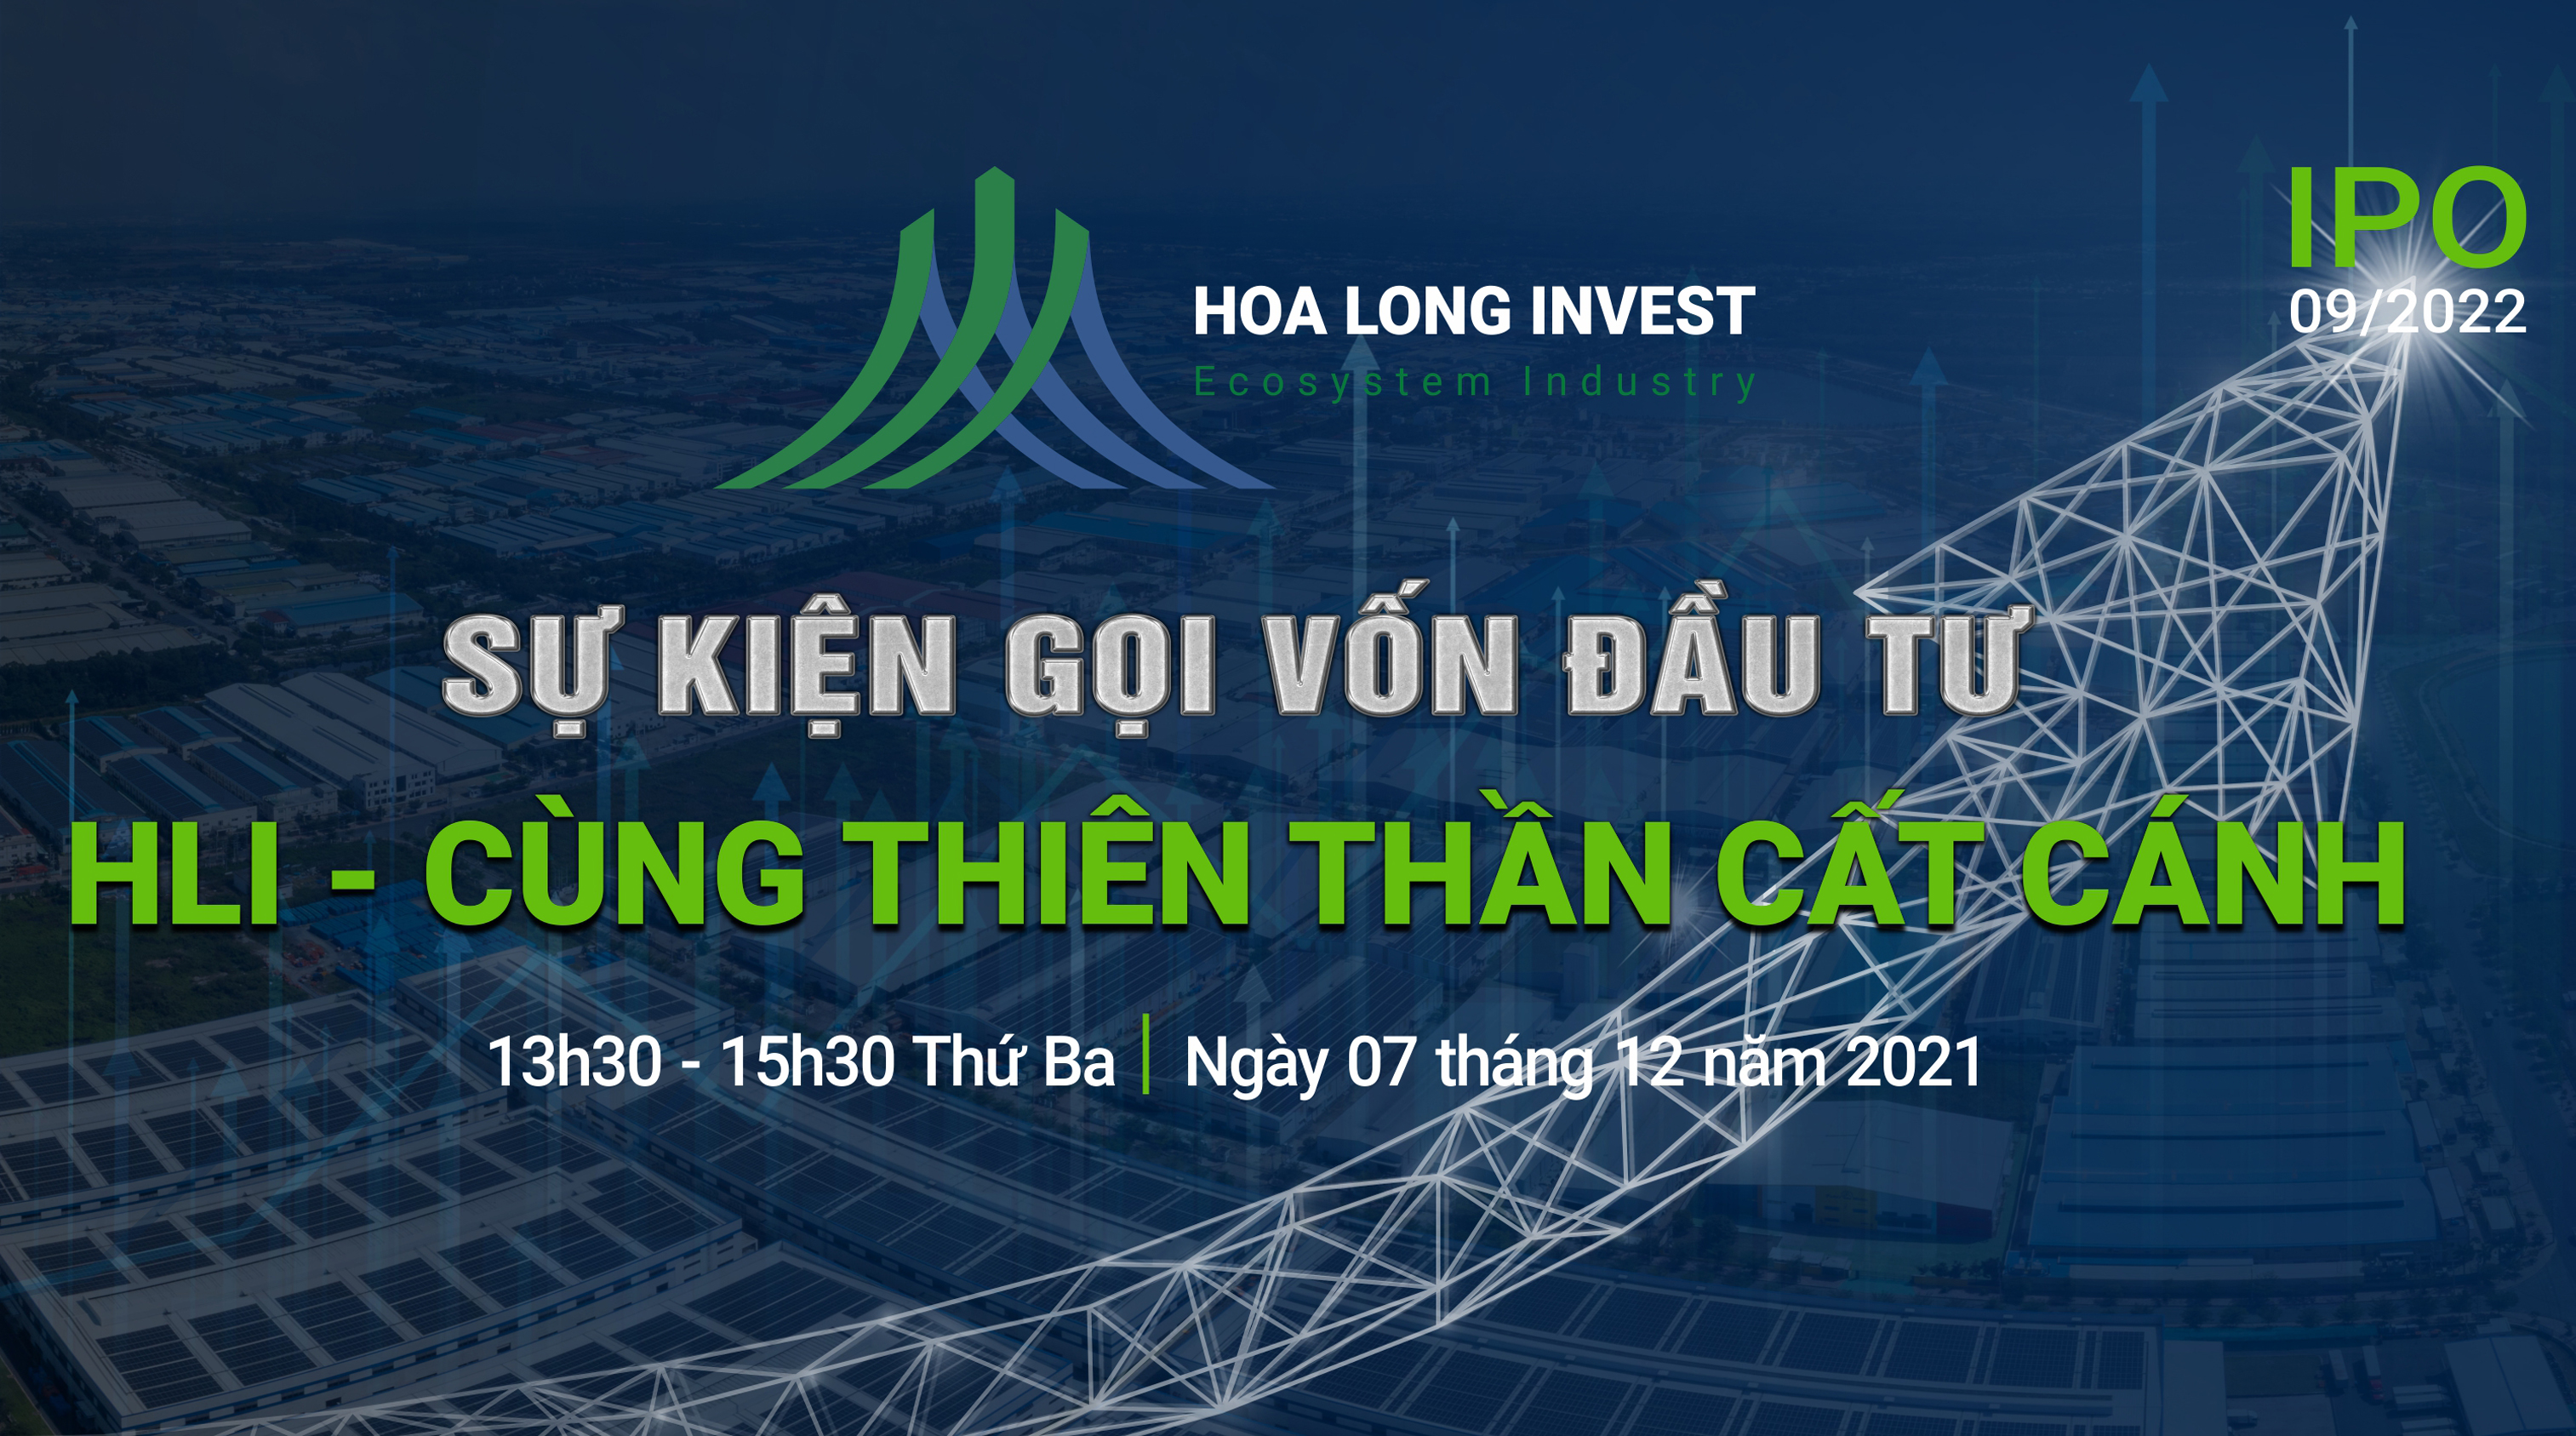 IPO
09/2022
HOA LONG INVEST
Ecosystem Industry
SỰ KIỆN GỌI VỐN ĐẦU TƯ
HLI - CÙNG THIÊN THẦN CẤT CÁNH
13h30 - 15h30 Thứ Ba | Ngày 07 tháng 12 năm 2021